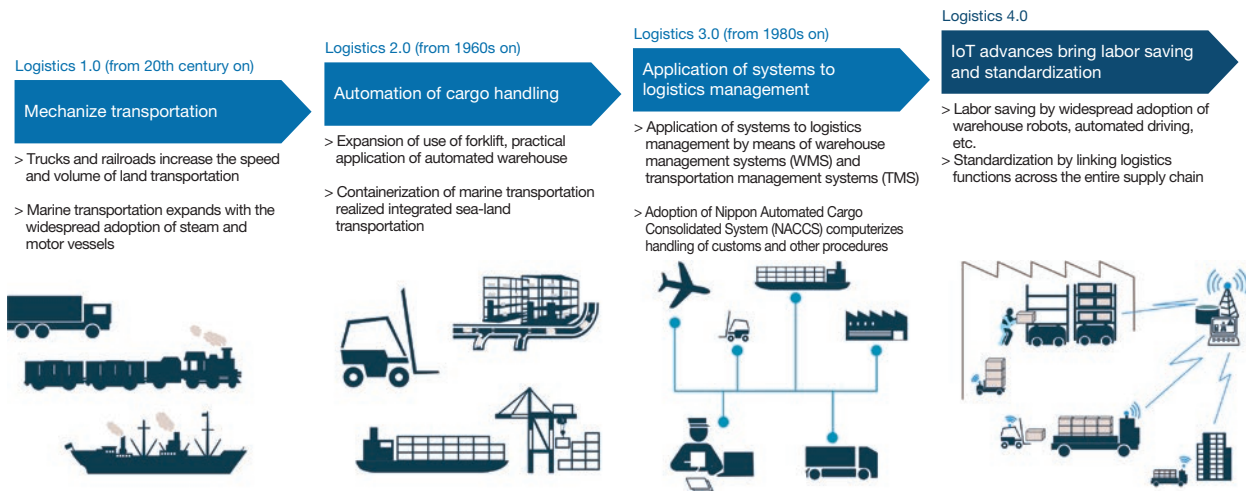 Logistics 1.0 (from 20th century on)
Mechanize transportation
> Trucks and railroads increase the speed
and volume of land transportation
> Marine transportation expands with the
widespread adoption of steam and
motor vessels
Logistics 2.0 (from 1960s on)
Automation of cargo handling
> Expansion of use of forklift, practical
application of automated warehouse
> Containerization of marine transportation
realized integrated sea-land
transportation
Logistics 3.0 (from 1980s on)
Application of systems to
logistics management
> Application of systems to logistics
management by means of warehouse
management systems (WMS) and
transportation management systems (TMS)
> Adoption of Nippon Automated Cargo
Consolidated System (NACCS) computerizes
handling of customs and other procedures
Logistics 4.0
IoT advances bring labor saving
and standardization
> Labor saving by widespread adoption of
warehouse robots, automated driving,
etc.
> Standardization by linking logistics
functions across the entire supply chain